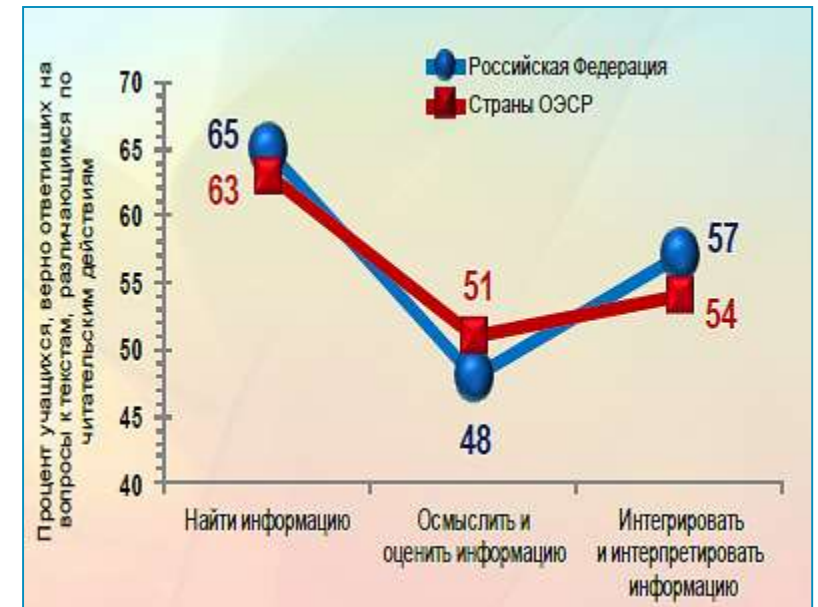 Процент учащихся, верно ответивших на
вопросы к текстам, различающимся по
читательским действиям
Российская Федерация
Страны ОЭСР
70
65
60
55
50
45
40
65
63
51
48
57
54
Найти информацию
Осмыслить и
оценить информацию
Интегрировать
и интерпретировать
информацию